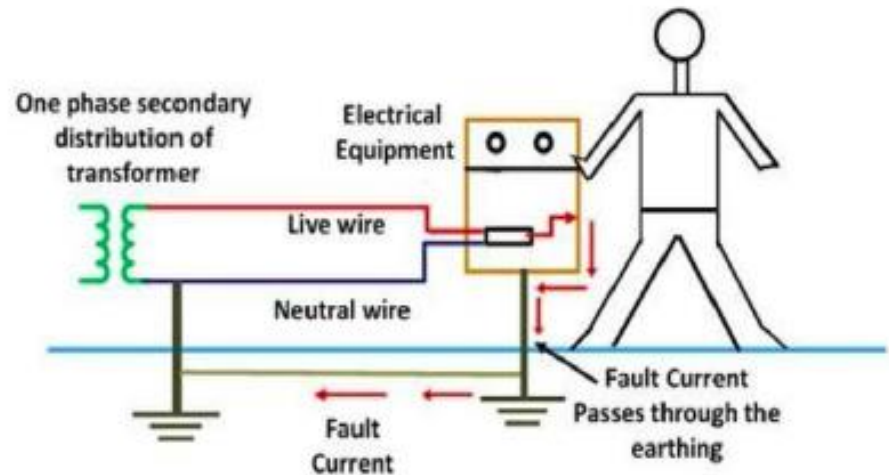 One phase secondary
distribution of
transformer
Electrical
Equipment
Live wire
Neutral wire
Fault Current
Passes through the
earthing
Fault
Current